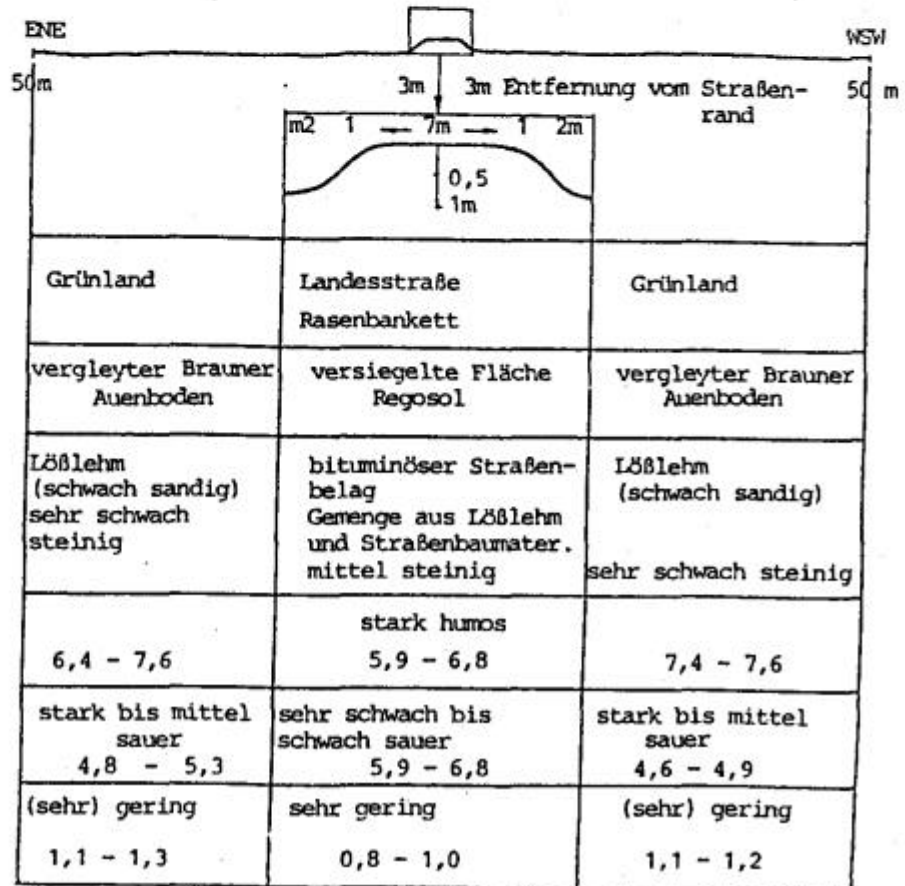 ENE
WSW
50m
3m
3m Entfernung vom Straßen-
rand
50 m
m2 1 7m 1 2m
0,5
1m
Grünland
Landesstraße
Rasenbankett
Grünland
vergleyter Brauner
Auenboden
versiegelte Fläche
Regosol
vergleyter Brauner
Auenboden
Lößlehm
(schwach sandig)
sehr schwach
steinig
bituminöser Straßen-
belag
Gemenge aus Lößlehm
und Straßenbaumater.
mittel steinig
Lößlehm
(schwach sandig)
sehr schwach steinig
stark humos
6,4 - 7,6
5,9 - 6,8
7,4 - 7,6
stark bis mittel
sauer
4,8 - 5,3
sehr schwach bis
schwach sauer
5,9 - 6,8
stark bis mittel
sauer
4,6 - 4,9
(sehr) gering
1,1 - 1,3
sehr gering
0,8 - 1,0
(sehr) gering
1,1 - 1,2